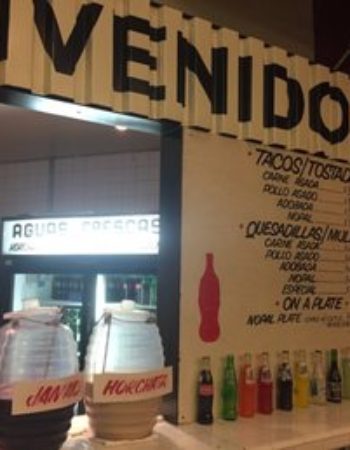 VENIDO
TACOS/TOSTAD
CARNE ASADA
POLLO ASADO
ADOBADA
NOPAL
AGUAS FRESCAS
QUESADILLAS/MUL
CARNE ASADA
POLLO ASADO
ADOBADA
NOPAL
ESPECIAL
• ON A PLATE •
NOPAL PLATE
JAMAI
HORCHATA